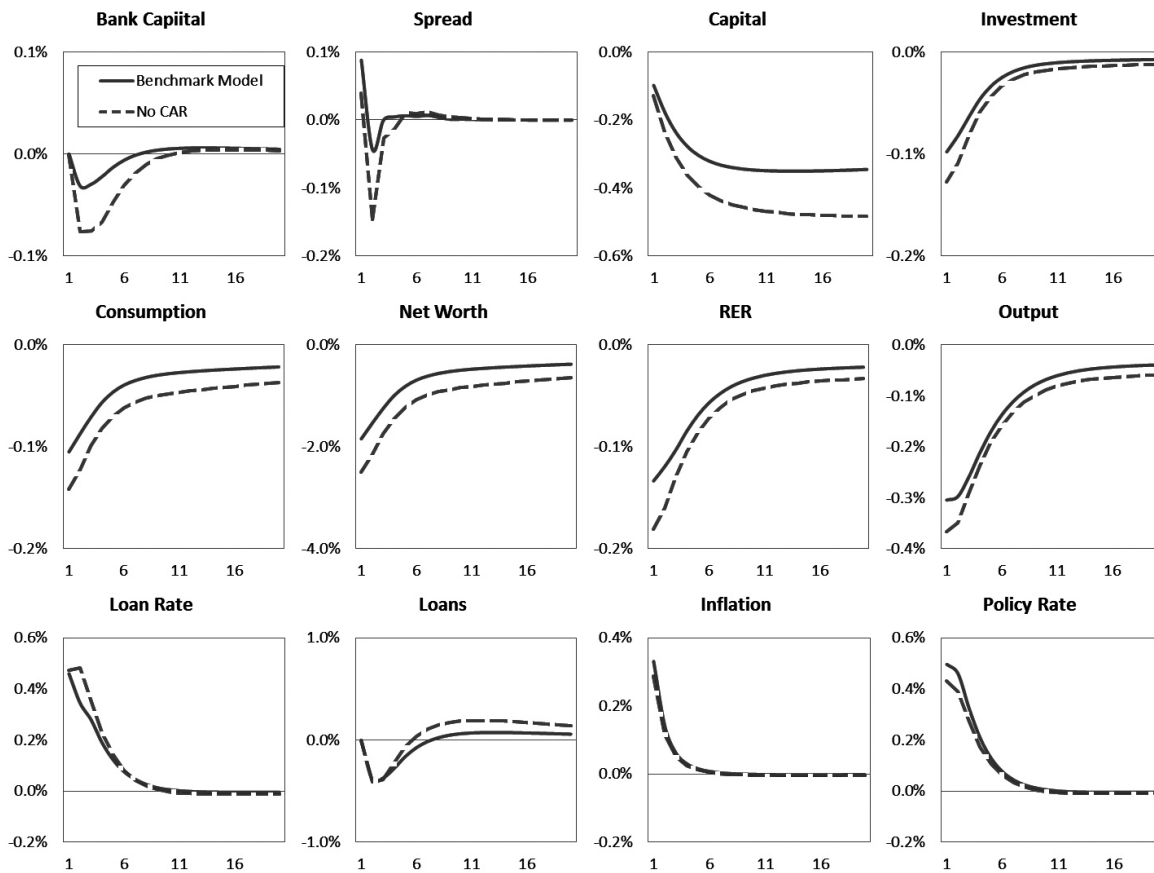 Bank Capiital
0.1%
Benchmark Model
No CAR
0.0%
-0.1%
1 6 11 16
Spread
0.1%
0.1%
0.0%
-0.1%
-0.1%
-0.2%
1 6 11 16
Capital
0.0%
-0.2%
-0.4%
-0.6%
1 6 11 16
Investment
0.0%
-0.1%
-0.2%
1 6 11 16
Consumption
0.0%
-0.1%
-0.2%
1 6 11 16
Net Worth
0.0%
-2.0%
-4.0%
1 6 11 16
RER
0.0%
-0.1%
-0.2%
1 6 11 16
Output
0.0%
-0.1%
-0.2%
-0.3%
-0.4%
1 6 11 16
Loan Rate
0.6%
0.4%
0.2%
0.0%
-0.2%
1 6 11 16
Loans
1.0%
0.0%
-1.0%
1 6 11 16
Inflation
0.4%
0.2%
0.0%
-0.2%
1 6 11 16
Policy Rate
0.6%
0.4%
0.2%
0.0%
-0.2%
1 6 11 16